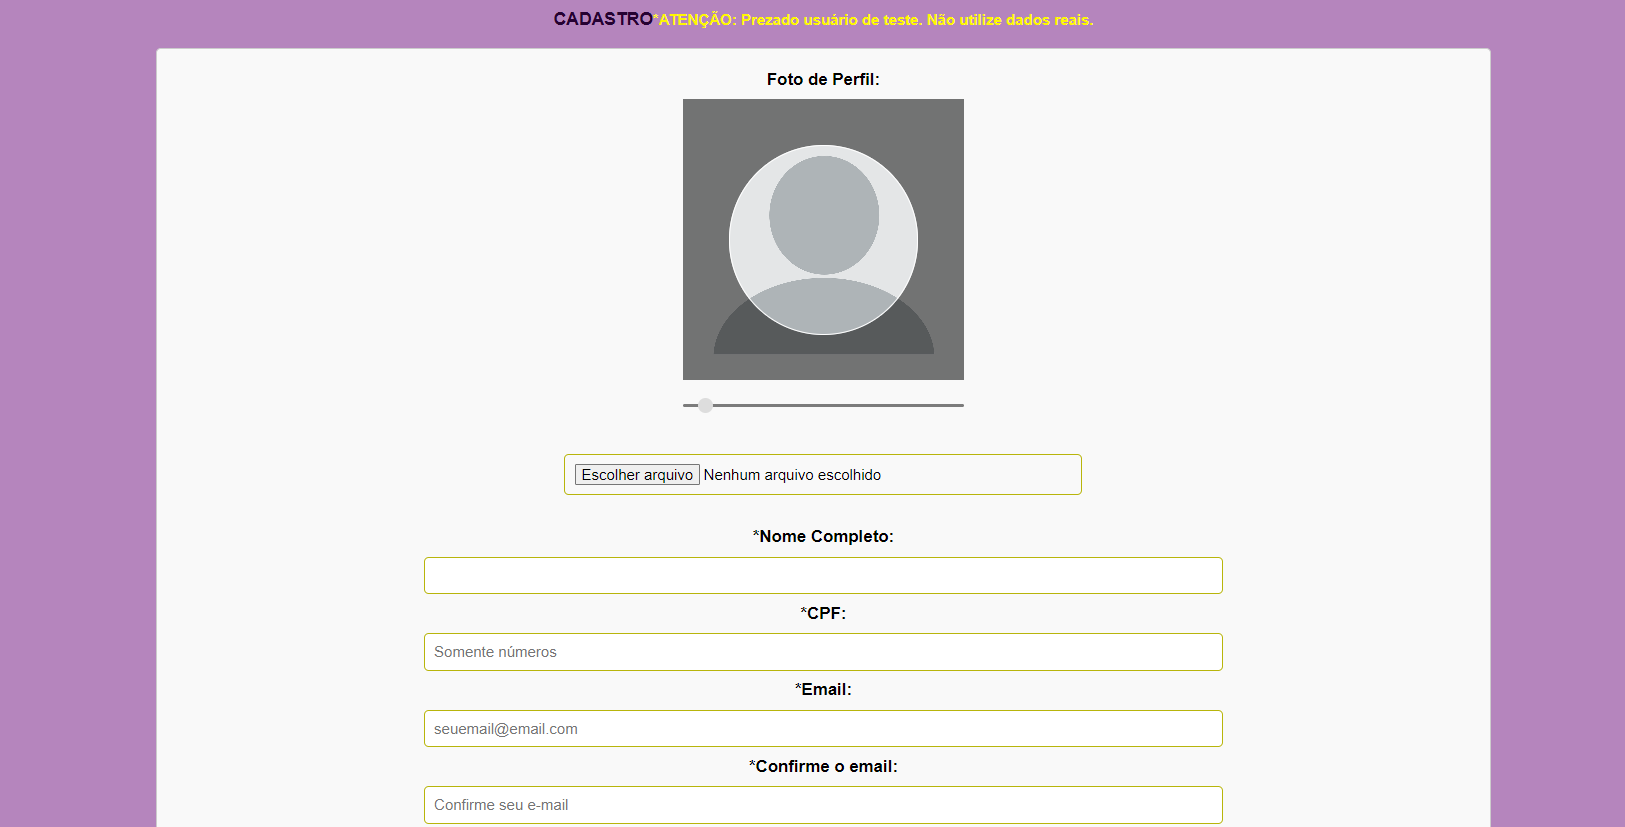 CADASTRO*ATENÇÃO: Prezado usuário de teste. Não utilize dados reais.
Foto de Perfil:
Escolher arquivo Nenhum arquivo escolhido
*Nome Completo:
*CPF:
Somente números
*Email:
seuemail@email.com
*Confirme o email:
Confirme seu e-mail